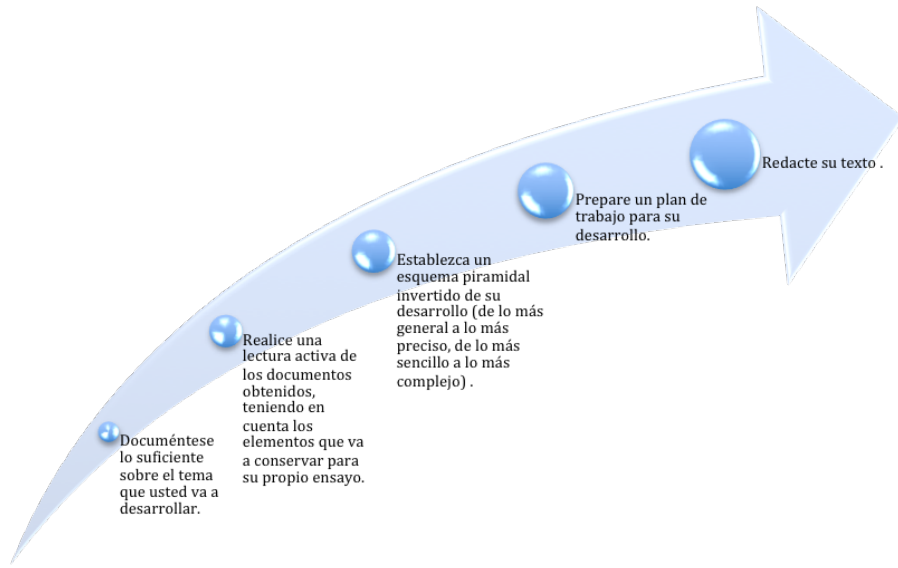 Documéntese
lo suficiente
sobre el tema
que usted va a
desarrollar.
Realice una
lectura activa de
los documentos
obtenidos,
teniendo en
cuenta los
elementos que va
a conservar para
su propio ensayo.
Establezca un
esquema piramidal
invertido de su
desarrollo (de lo más
general a lo más
preciso, de lo más
sencillo a lo más
complejo) .
Prepare un plan de
trabajo para su
desarrollo.
Redacte su texto .